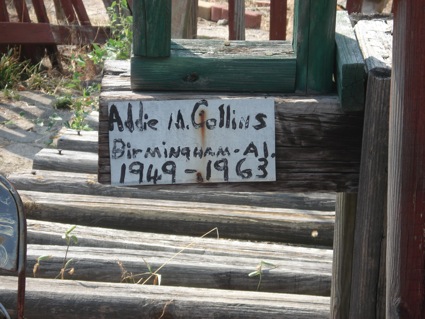 Addie M. Collins
BirminghAm-Al.
1949-1963